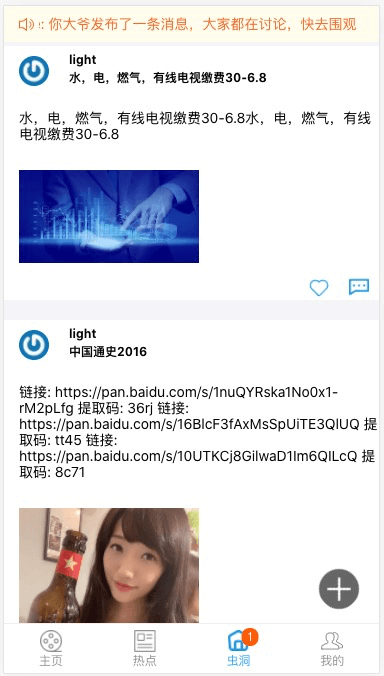 : 你大爷发布了一条消息，大家都在讨论，快去围观
light
水，电，燃气，有线电视缴费30-6.8
水，电，燃气，有线电视缴费30-6.8水，电，燃气，有线
电视缴费30-6.8
light
中国通史2016
链接: https://pan.baidu.com/s/1nuQYRska1No0x1-
rM2pLfg 提取码: 36rj 链接:
https://pan.baidu.com/s/16BlcF3fAxMsSpUiTE3QlUQ 提
取码: tt45 链接:
https://pan.baidu.com/s/10UTKCj8GilwaD1Im6QILcQ 提
取码: 8c71
1
主页
热点
虫洞
我的